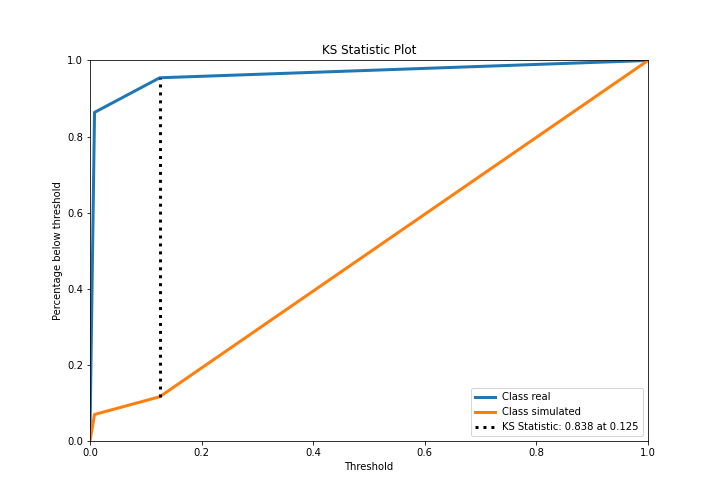 KS Statistic Plot
1.0
0.8
0.6
0.4
0.2
0.0
Percentage below threshold
Class real
Class simulated
KS Statistic: 0.838 at 0.125
0.0 0.2 0.4 0.6 0.8 1.0
Threshold